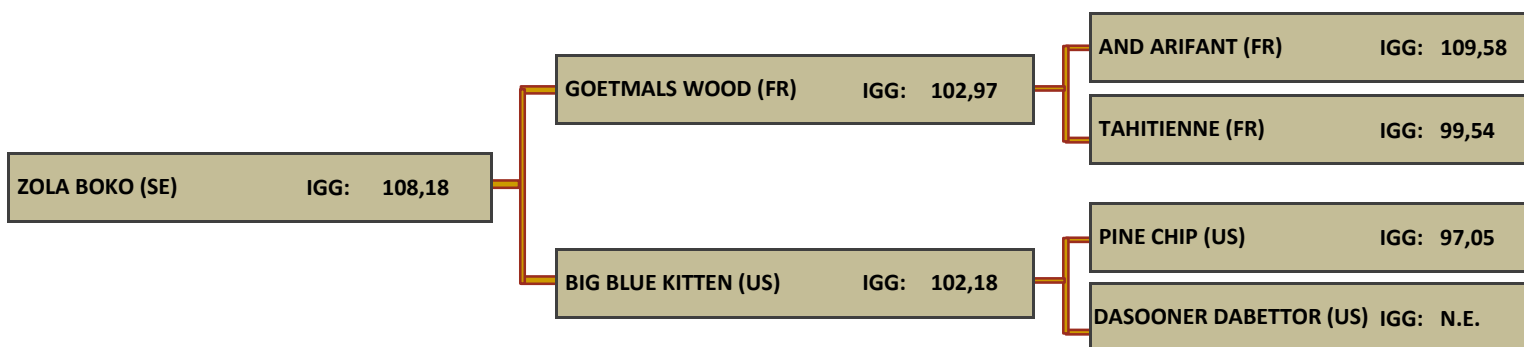 AND ARIFANT (FR) IGG: 109,58
GOETMALS WOOD (FR) IGG: 102,97
TAHITIENNE (FR) IGG: 99,54
ZOLA BOKO (SE) IGG: 108,18
PINE CHIP (US) IGG: 97,05
BIG BLUE KITTEN (US) IGG: 102,18
DASOONER DABETTOR (US) IGG: N.E.